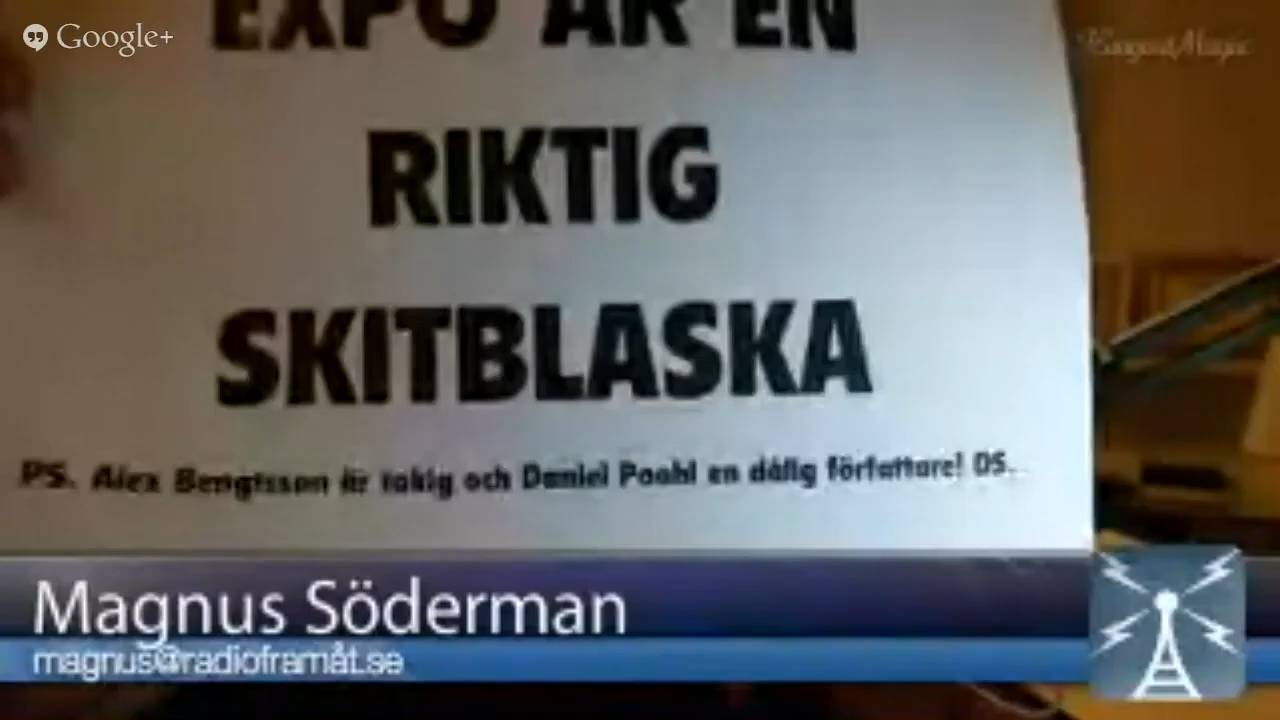 Google+
HangoutMagix
EXPO ÄR EN
RIKTIG
SKITBLASKA
PS. Alex Bengtsson är tokig och Daniel Poohl en dålig författare! DS.
Magnus Söderman
magnus@radioframåt.se